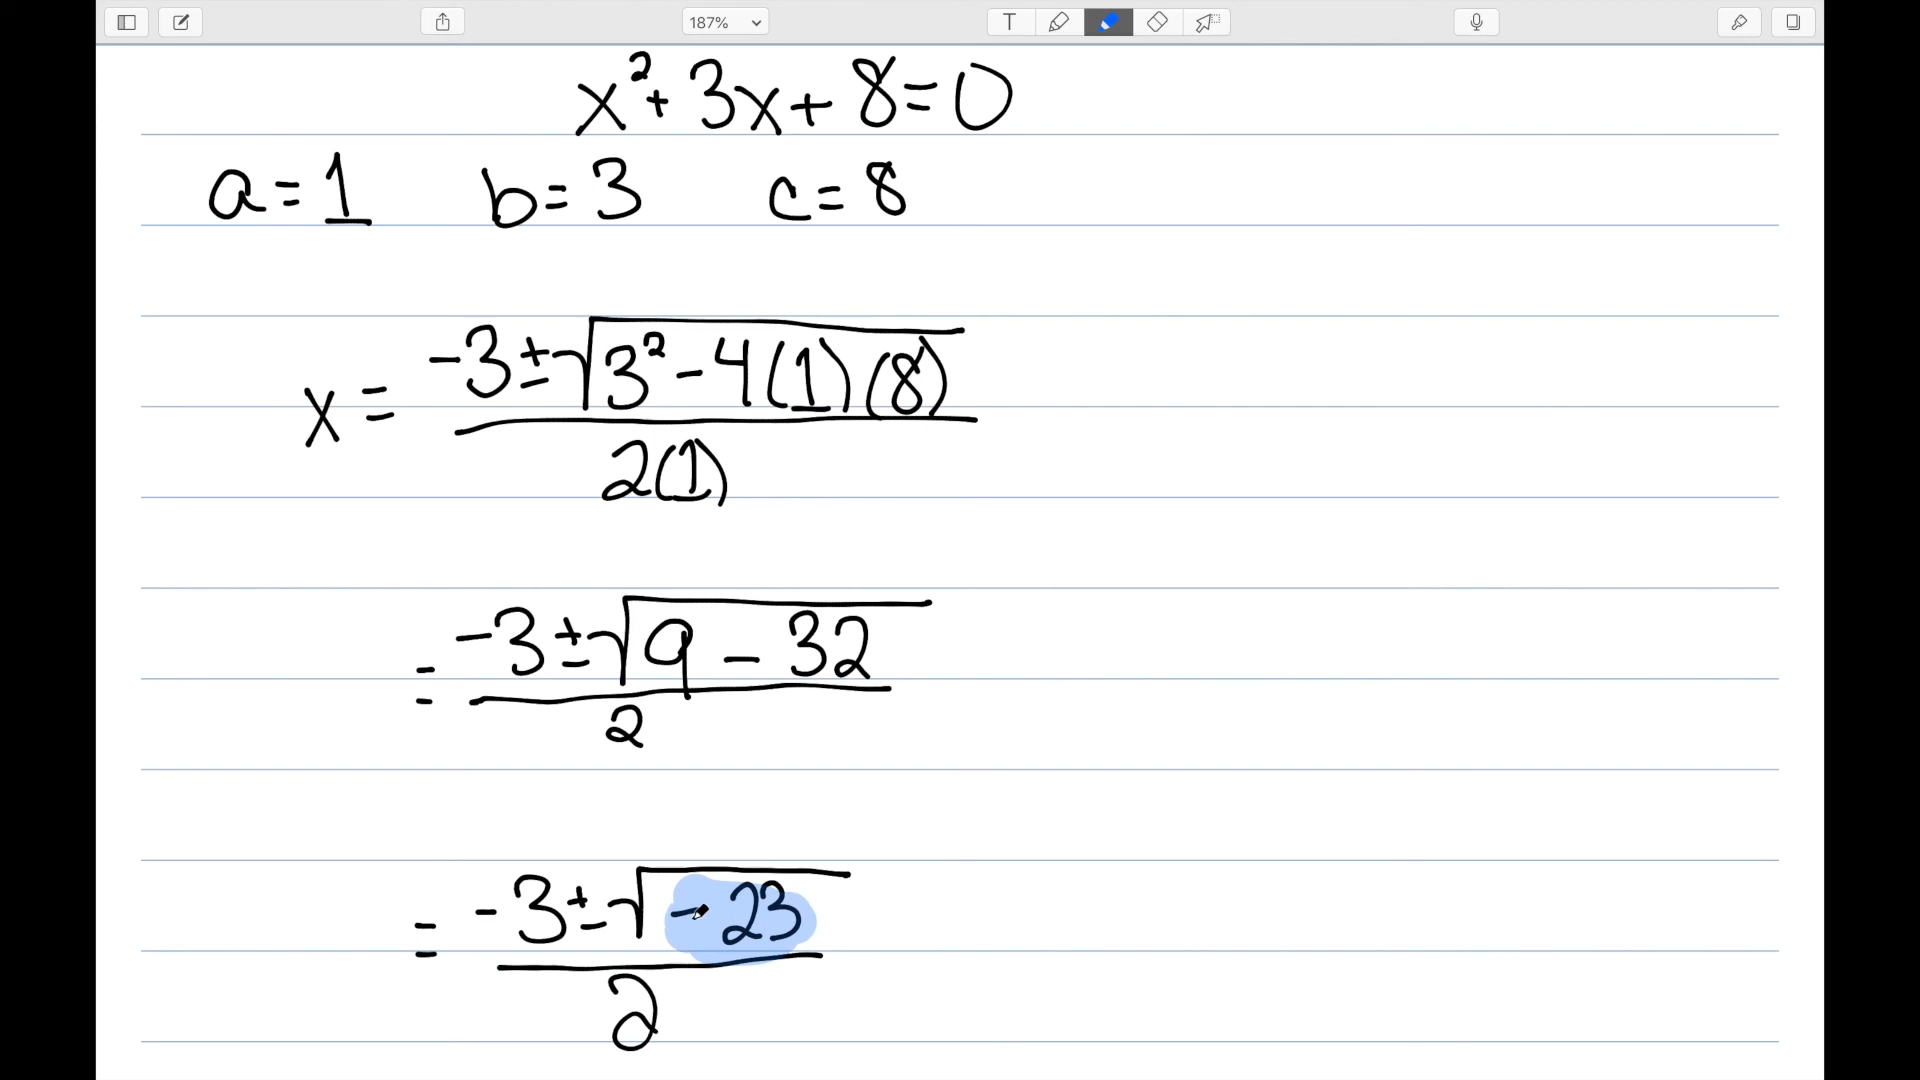 187%
T
x²+3x+8=0
a=1 b=3 c=8
x = -3±√3²-4(1)(8)
2(1)
= -3±√9-32
2
= -3±√-23
2